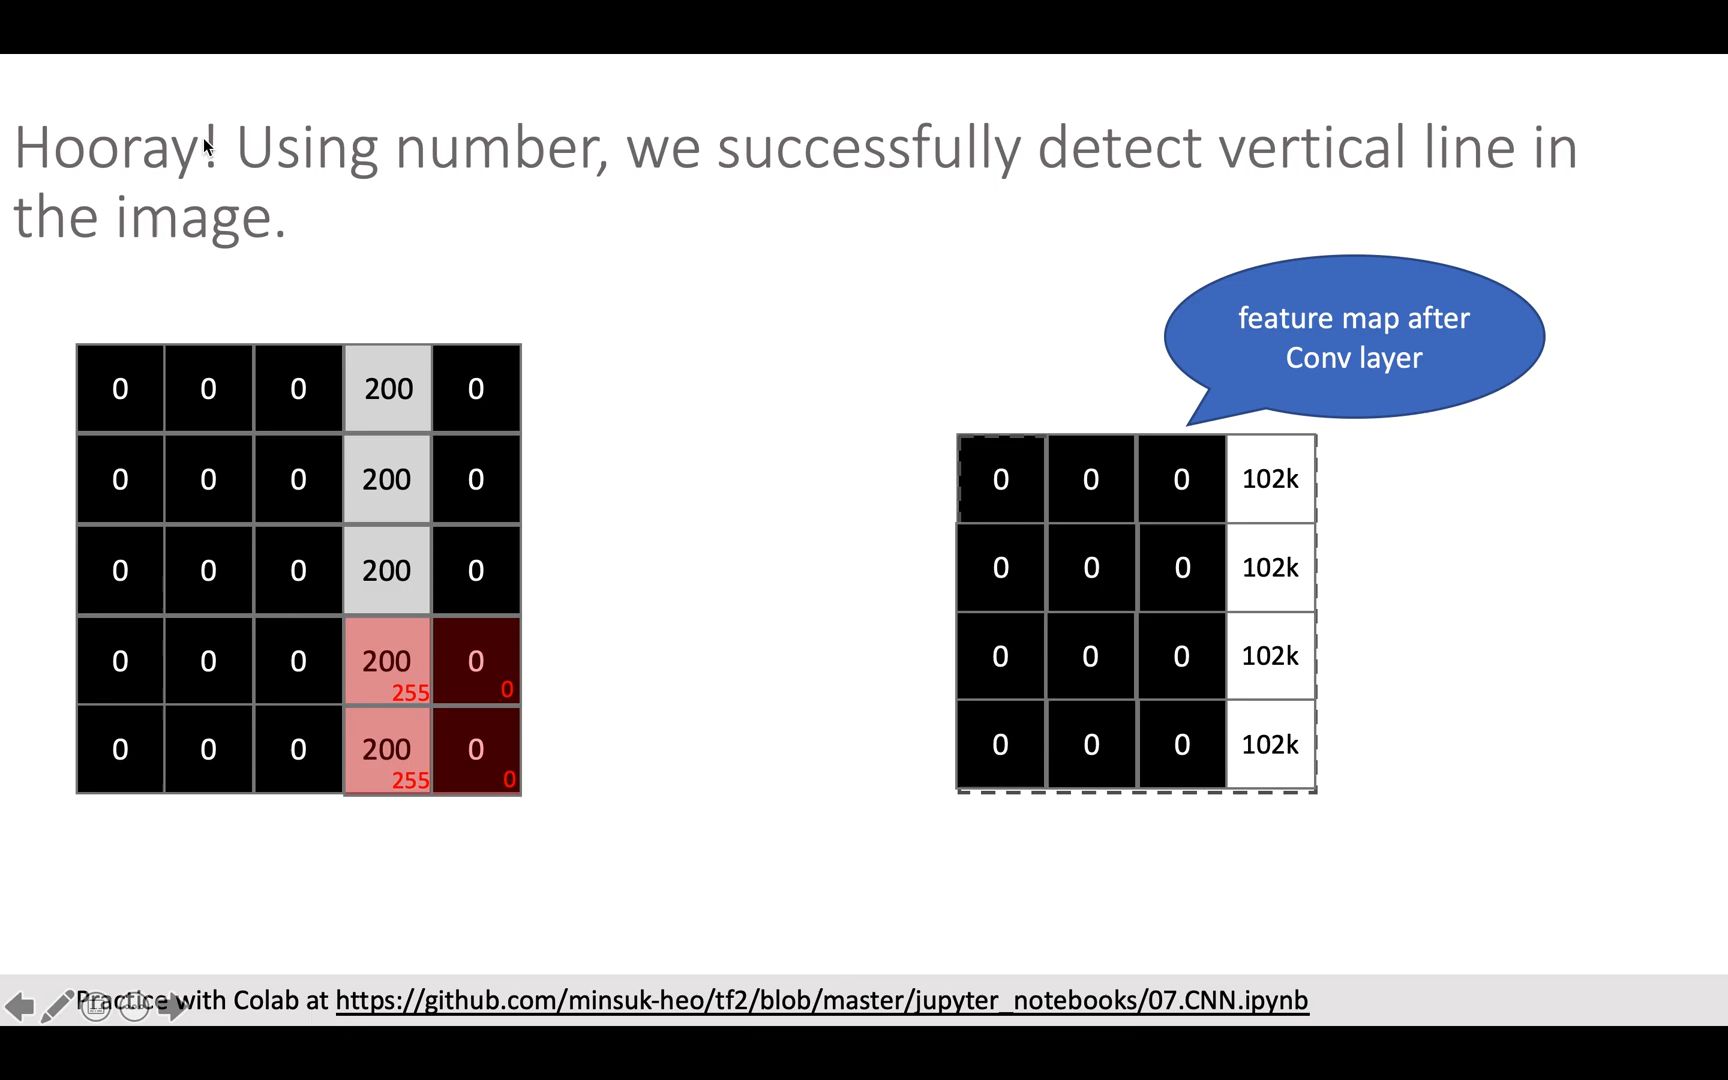 Hooray! Using number, we successfully detect vertical line in
the image.
feature map after
Conv layer
0 0 0 200 0
0 0 0 200 0
0 0 0 200 0
0 0 0 200 0
255 0
0 0 0 200 0
255 0
0 0 0 102k
0 0 0 102k
0 0 0 102k
0 0 0 102k
Practice with Colab at https://github.com/minsuk-heo/tf2/blob/master/jupyter_notebooks/07.CNN.ipynb